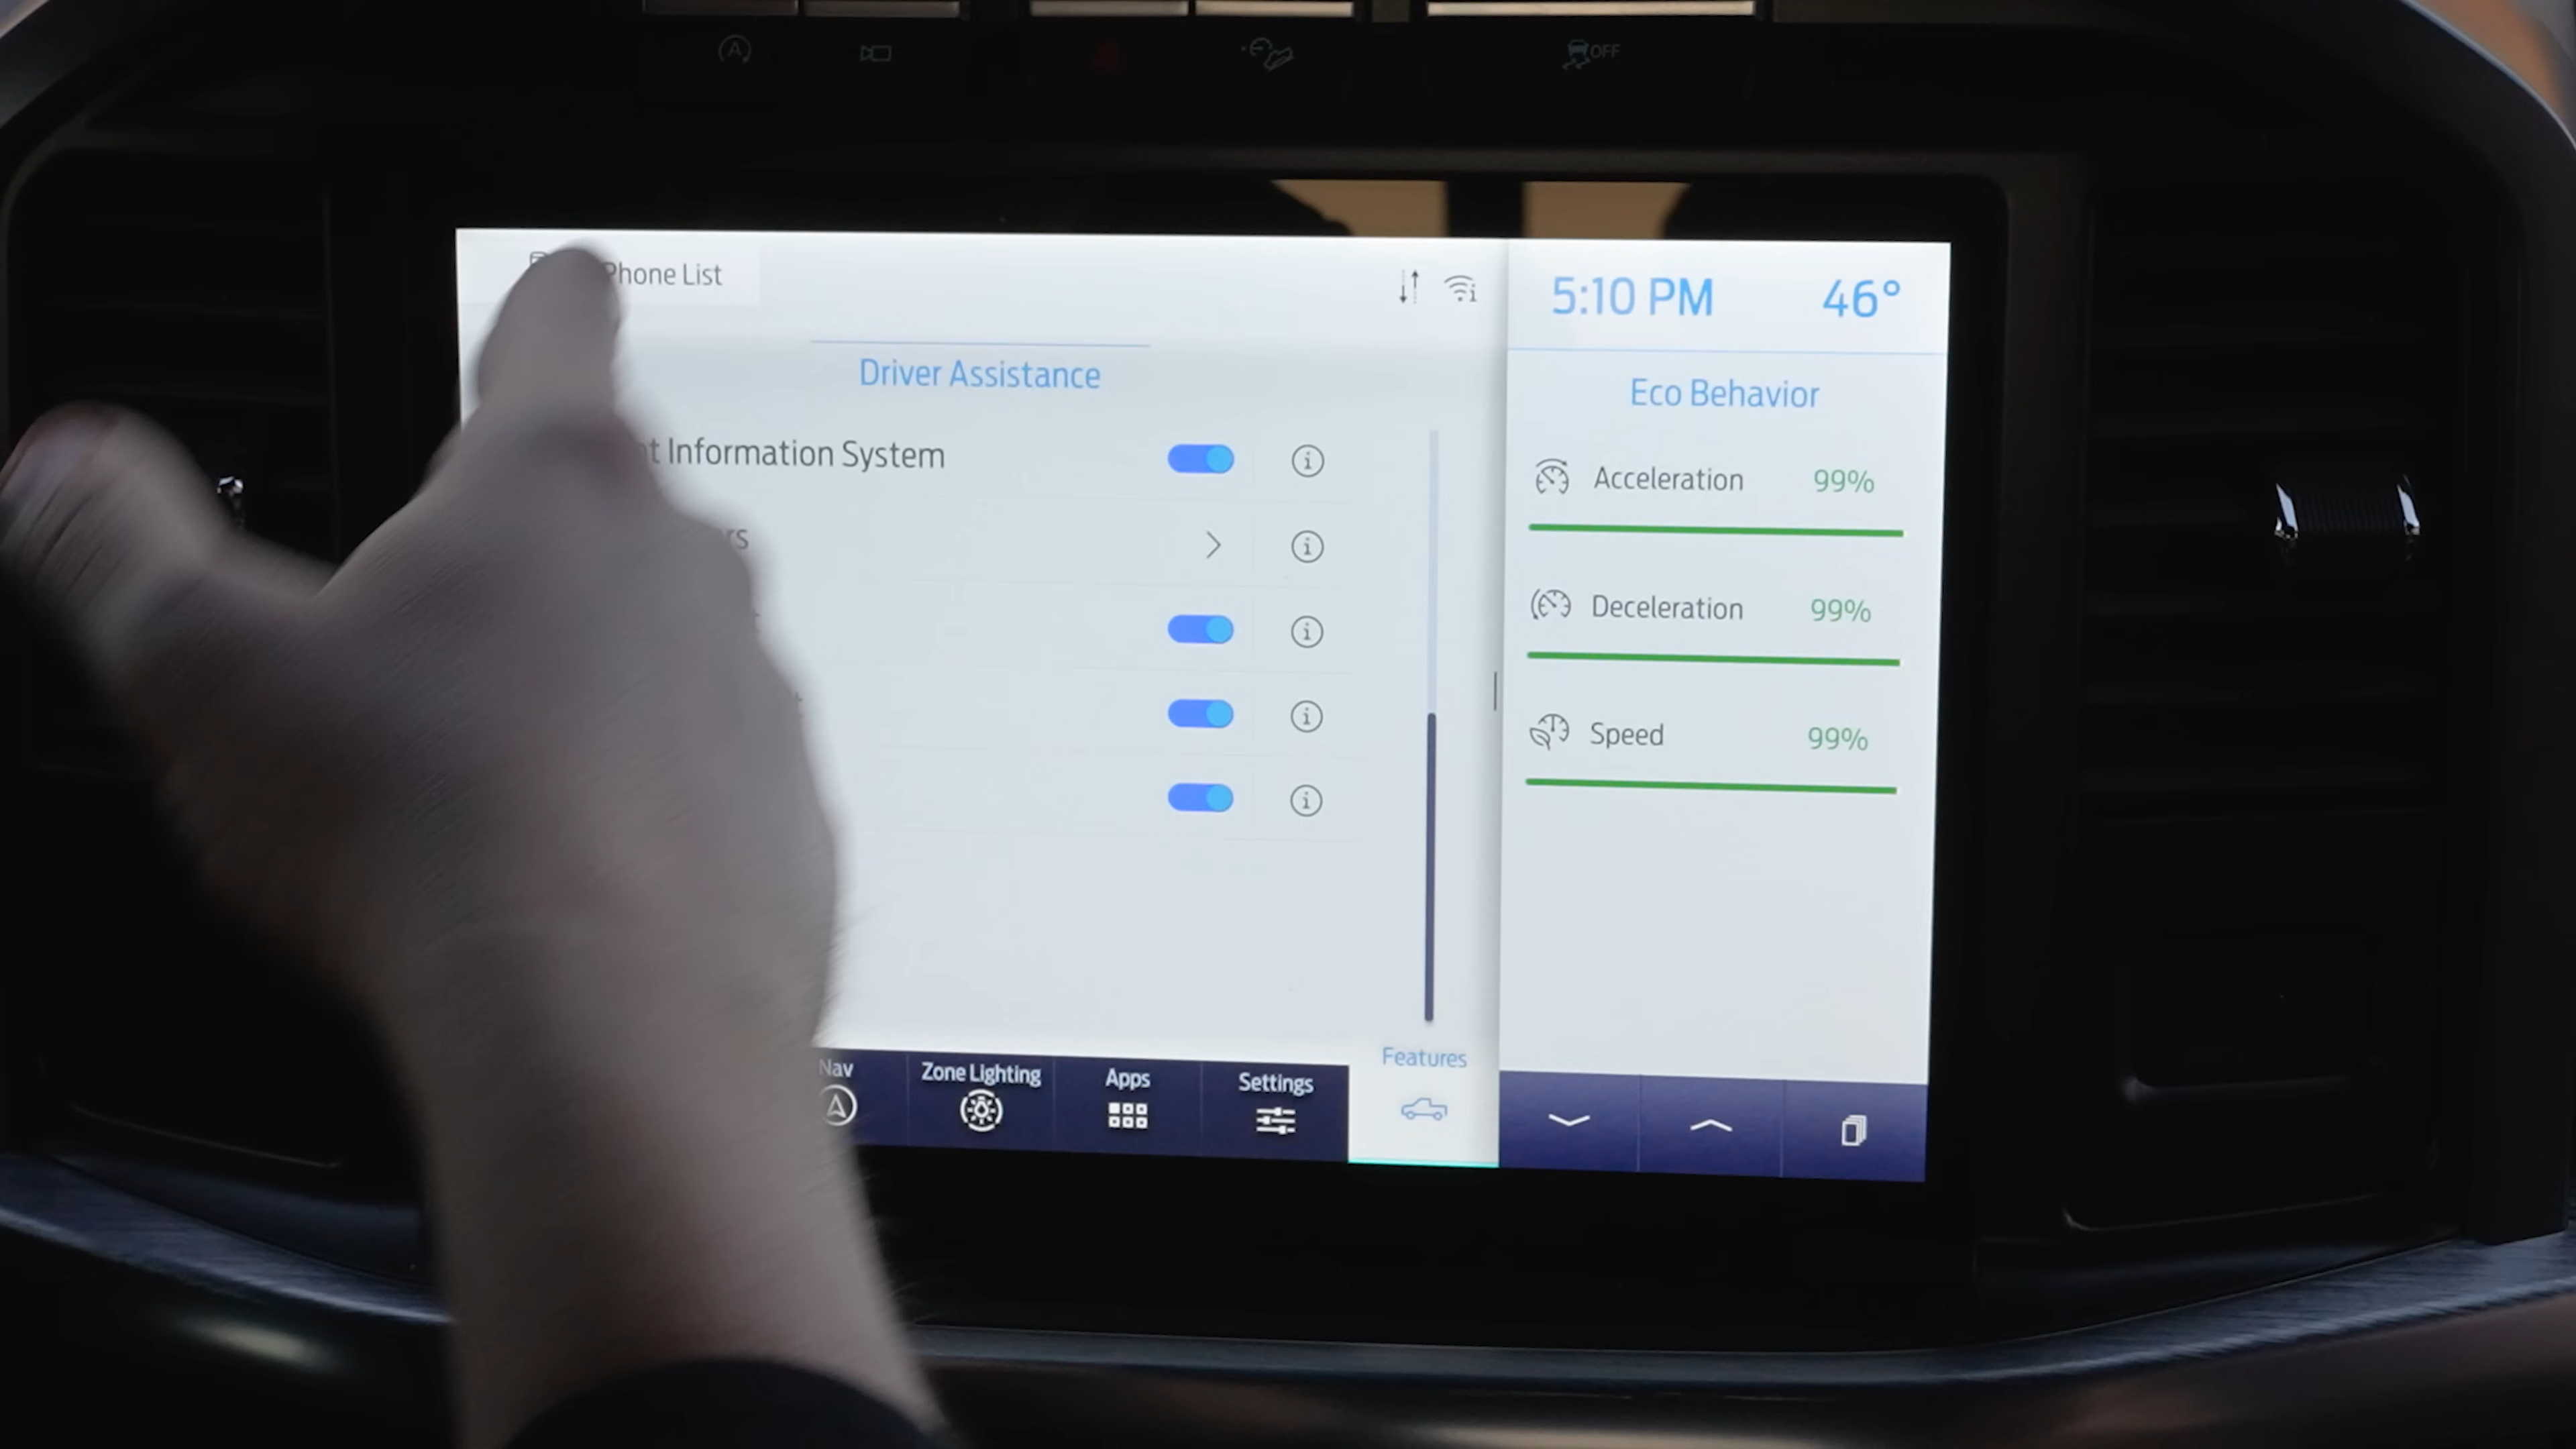 OFF
Phone List
5:10 PM
46°
Driver Assistance
Information System
Eco Behavior
Acceleration 99%
Deceleration 99%
Speed 99%
Nav
Zone Lighting
Apps
Settings
Features